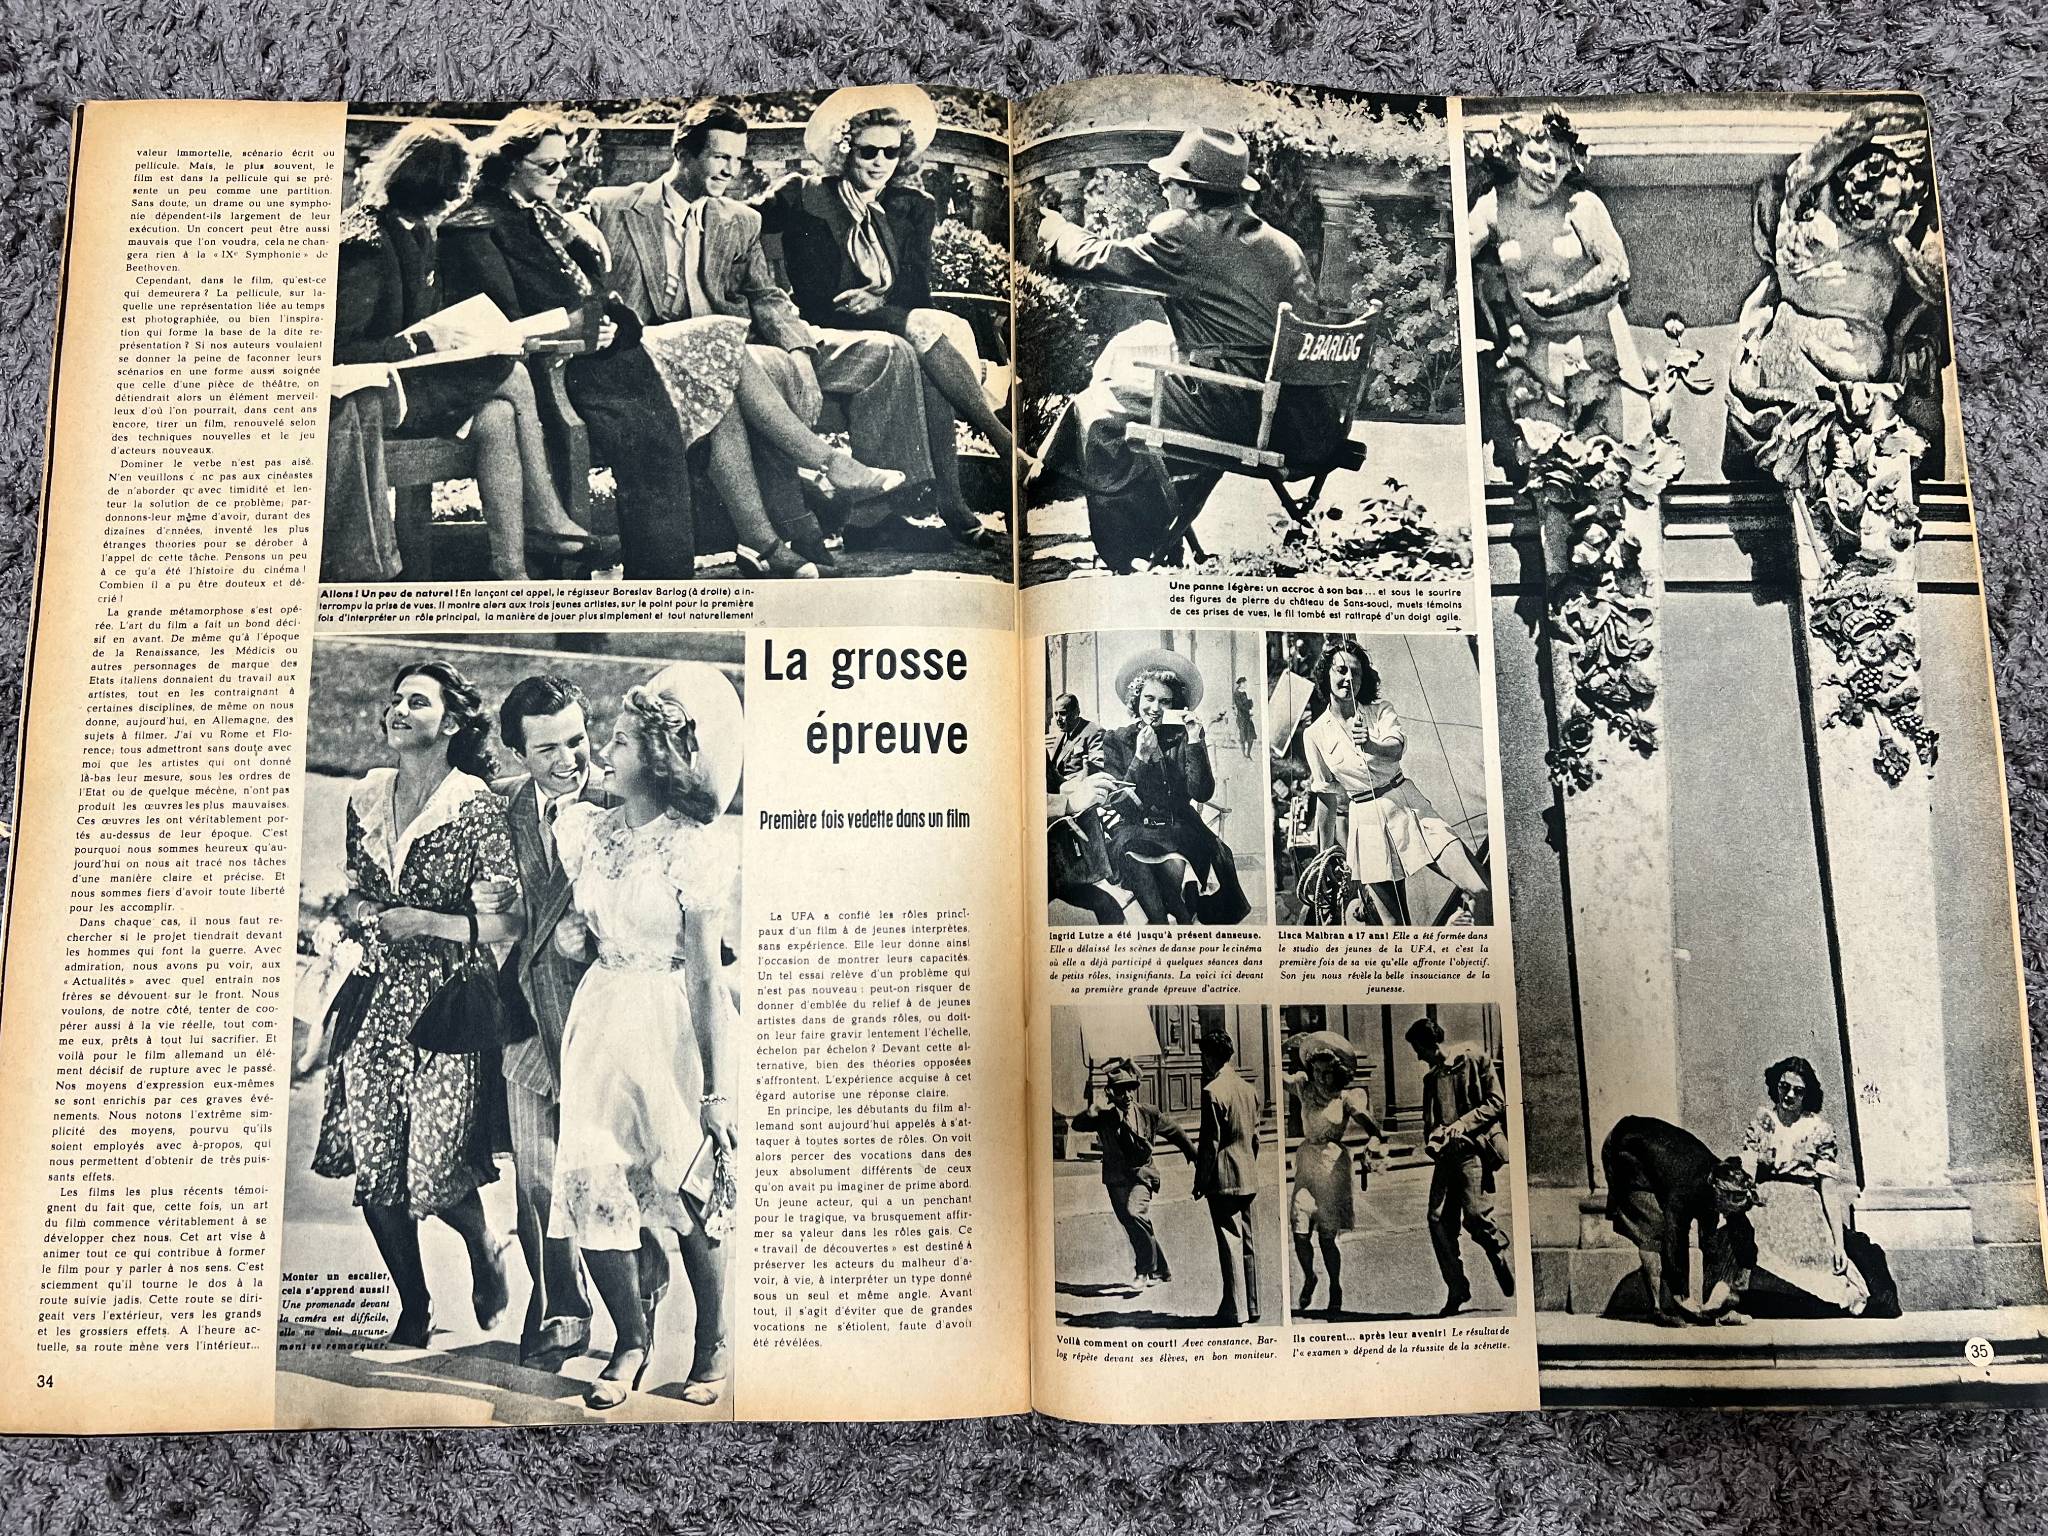 valeur immortelle, scénario écrit ou
pellicule. Mais, le plus souvent, le
film est dans la pellicule qui se pré-
sente un peu comme une partition.
Sans doute, un drame ou une sympho-
nie dépendent-ils largement de leur
exécution. Un concert peut être aussi
mauvais que l'on voudra, cela ne chan-
gera rien à la « IXe Symphonie » de
Beethoven.
Cependant, dans le film, qu'est-ce
qui demeurera ? La pellicule, sur la-
quelle une représentation liée au temps
est photographiée, ou bien l'inspira-
tion qui forme la base de la dite re-
présentation ? Si nos auteurs voulaient
se donner la peine de façonner leurs
scénarios en une forme aussi soignée
que celle d'une pièce de théâtre, on
détiendrait alors un élément merveil-
leux d'où l'on pourrait, dans cent ans
encore, tirer un film, renouvelé selon
des techniques nouvelles et le jeu
d'acteurs nouveaux.
Dominer le verbe n'est pas aisé.
N'en veuillons donc pas aux cinéastes
de n'aborder qu'avec timidité et len-
teur la solution de ce problème; par-
donnons-leur même d'avoir, durant des
dizaines d'années, inventé les plus
étranges théories pour se dérober à
l'appel de cette tâche. Pensons un peu
à ce qu'a été l'histoire du cinéma !
Combien il a pu être douteux et dé-
crié !
La grande métamorphose s'est opé-
rée. L'art du film a fait un bond déci-
sif en avant. De même qu'à l'époque
de la Renaissance, les Médicis ou
autres personnages de marque des
Etats italiens donnaient du travail aux
artistes, tout en les contraignant à
certaines disciplines, de même on nous
donne, aujourd'hui, en Allemagne, des
sujets à filmer. J'ai vu Rome et Flo-
rence; tous admettront sans doute avec
moi que les artistes qui ont donné
là-bas leur mesure, sous les ordres de
l'Etat ou de quelque mécène, n'ont pas
produit les œuvres les plus mauvaises.
Ces œuvres les ont véritablement por-
tés au-dessus de leur époque. C'est
pourquoi nous sommes heureux qu'au-
jourd'hui on nous ait tracé nos tâches
d'une manière claire et précise. Et
nous sommes fiers d'avoir toute liberté
pour les accomplir.
Dans chaque cas, il nous faut re-
chercher si le projet tiendrait devant
les hommes qui font la guerre. Avec
admiration, nous avons pu voir, aux
« Actualités » avec quel entrain nos
frères se dévouent sur le front. Nous
voulons, de notre côté, tenter de coo-
pérer aussi à la vie réelle, tout com-
me eux, prêts à tout lui sacrifier. Et
voilà pour le film allemand un élé-
ment décisif de rupture avec le passé.
Nos moyens d'expression eux-mêmes
se sont enrichis par ces graves évé-
nements. Nous notons l'extrême sim-
plicité des moyens, pourvu qu'ils
soient employés avec à-propos, qui
nous permettent d'obtenir de très puis-
sants effets.
Les films les plus récents témoi-
gnent du fait que, cette fois, un art
du film commence véritablement à se
développer chez nous. Cet art vise à
animer tout ce qui contribue à former
le film pour y parler à nos sens. C'est
sciemment qu'il tourne le dos à la
route suivie jadis. Cette route se diri-
geait vers l'extérieur, vers les grands
et les grossiers effets. A l'heure ac-
tuelle, sa route mène vers l'intérieur...
34
Allons ! Un peu de naturel ! En lançant cet appel, le régisseur Boreslav Barlog (à droite) a in-
terrompu la prise de vues. Il montre alors aux trois jeunes artistes, sur le point pour la première
fois d'interpréter un rôle principal, la manière de jouer plus simplement et tout naturellement
Monter un escalier,
cela s'apprend aussi !
Une promenade devant
la caméra est difficile,
elle ne doit aucune-
ment se remarquer.
La grosse
épreuve
Première fois vedette dans un film
La UFA a confié les rôles princi-
paux d'un film à de jeunes interprètes,
sans expérience. Elle leur donne ainsi
l'occasion de montrer leurs capacités.
Un tel essai relève d'un problème qui
n'est pas nouveau : peut-on risquer de
donner d'emblée du relief à de jeunes
artistes dans de grands rôles, ou doit-
on leur faire gravir lentement l'échelle,
échelon par échelon ? Devant cette al-
ternative, bien des théories opposées
s'affrontent. L'expérience acquise à cet
égard autorise une réponse claire.
En principe, les débutants du film al-
lemand sont aujourd'hui appelés à s'at-
taquer à toutes sortes de rôles. On voit
alors percer des vocations dans des
jeux absolument différents de ceux
qu'on avait pu imaginer de prime abord.
Un jeune acteur, qui a un penchant
pour le tragique, va brusquement affir-
mer sa valeur dans les rôles gais. Ce
« travail de découvertes » est destiné à
préserver les acteurs du malheur d'a-
voir, à vie, à interpréter un type donné
sous un seul et même angle. Avant
tout, il s'agit d'éviter que de grandes
vocations ne s'étiolent, faute d'avoir
été révélées.
B. BARLOG
Une panne légère: un accroc à son bas ... et sous le sourire
des figures de pierre du château de Sans-souci, muets témoins
de ces prises de vues, le fil tombé est rattrapé d'un doigt agile.
→
Ingrid Lutze a été jusqu'à présent danseuse.
Elle a délaissé les scènes de danse pour le cinéma
où elle a déjà participé à quelques séances dans
de petits rôles, insignifiants. La voici ici devant
sa première grande épreuve d'actrice.
Lisca Malbran a 17 ans ! Elle a été formée dans
le studio des jeunes de la UFA, et c'est la
première fois de sa vie qu'elle affronte l'objectif.
Son jeu nous révèle la belle insouciance de la
jeunesse.
Voilà comment on court ! Avec constance, Bar-
log répète devant ses élèves, en bon moniteur.
Ils courent... après leur avenir ! Le résultat de
l'« examen » dépend de la réussite de la scénette.
35